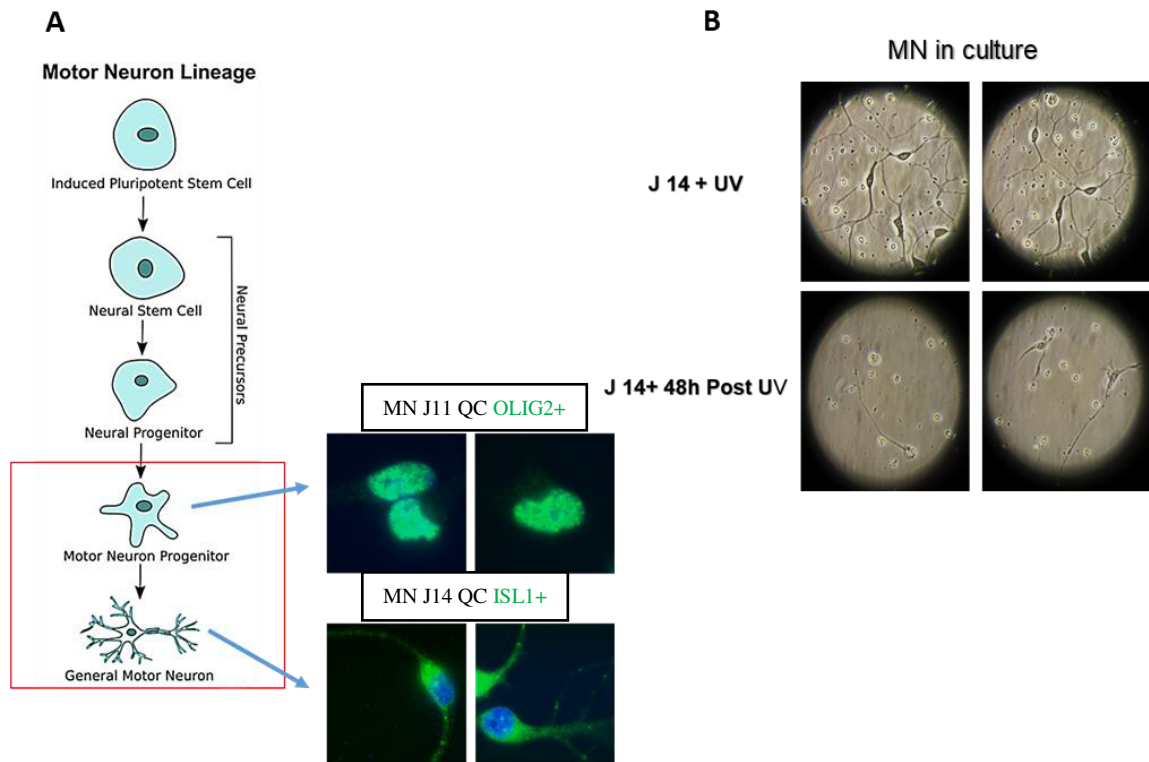 A
Motor Neuron Lineage
Induced Pluripotent Stem Cell
Neural Stem Cell
Neural Precursors
Neural Progenitor
Motor Neuron Progenitor
General Motor Neuron
MN J11 QC OLIG2+
MN J14 QC ISL1+
B
MN in culture
J 14 + UV
J 14+ 48h Post UV